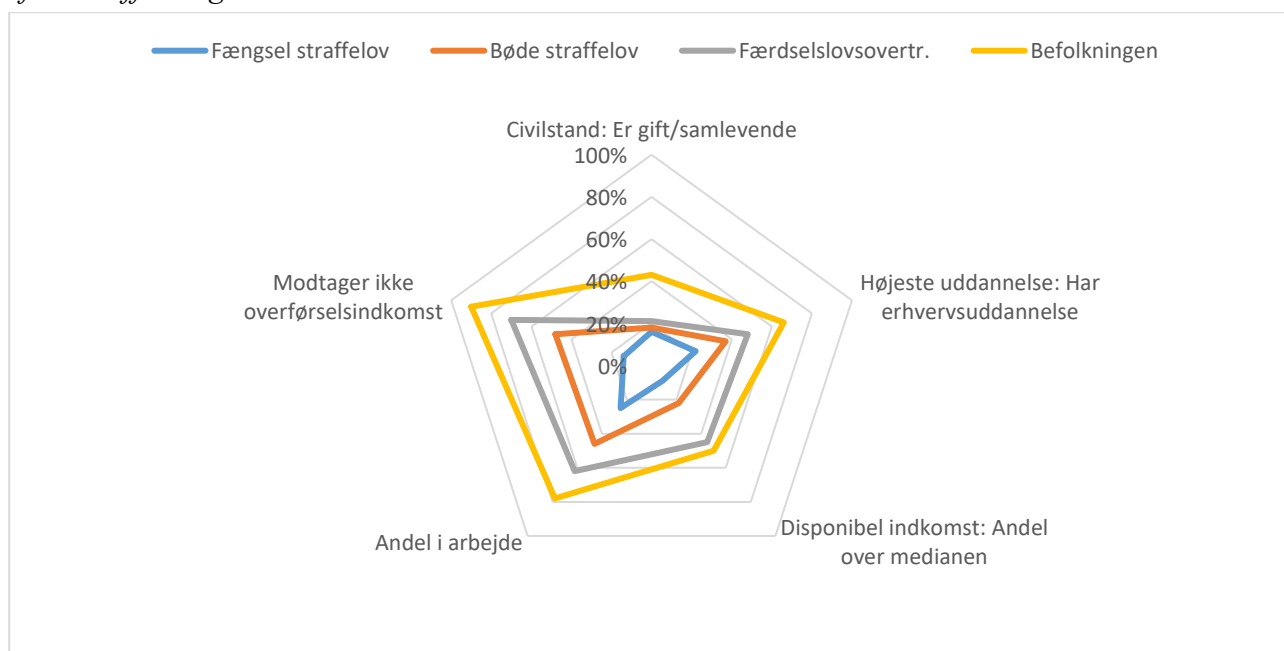 Fængsel straffelov
Bøde straffelov
Færdselslovsovertr.
Befolkningen
Civilstand: Er gift/samlevende
100%
80%
60%
40%
20%
0%
Højeste uddannelse: Har
erhvervsuddannelse
Disponibel indkomst: Andel
over medianen
Andel i arbejde
Modtager ikke
overførselsindkomst